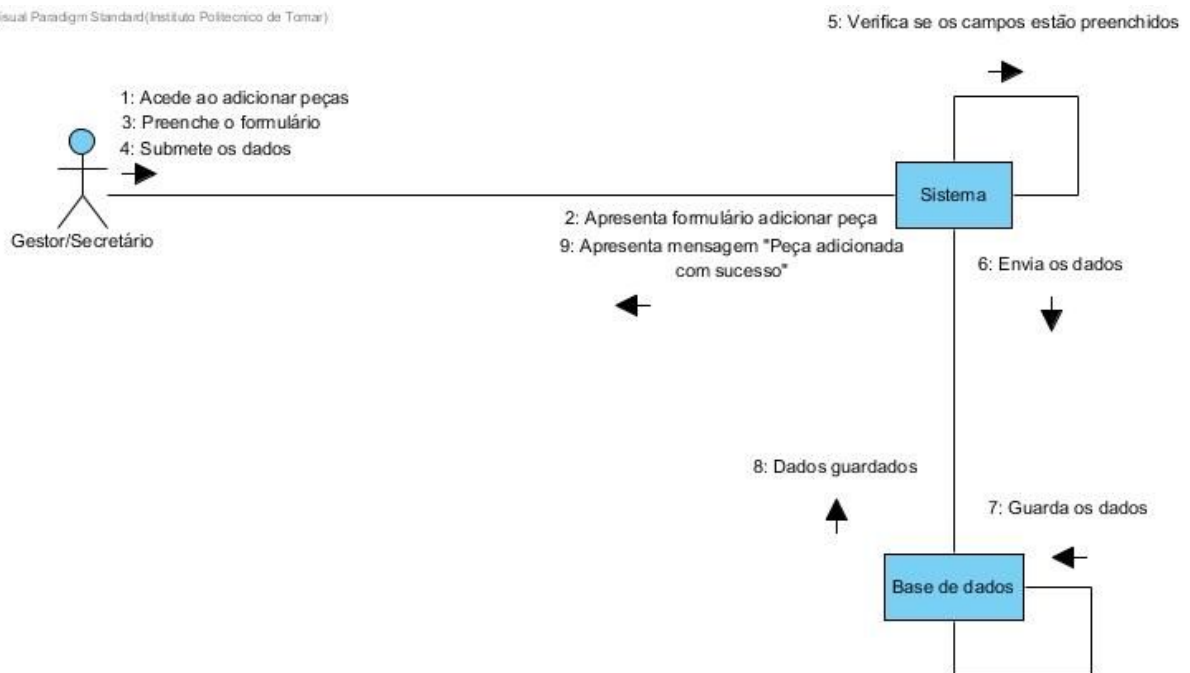 isual Paradigm Standard(Instituto Politecnico de Tomar)
5: Verifica se os campos estão preenchidos
1: Acede ao adicionar peças
3: Preenche o formulário
4: Submete os dados
Sistema
Gestor/Secretário
2: Apresenta formulário adicionar peça
9: Apresenta mensagem "Peça adicionada
com sucesso"
6: Envia os dados
8: Dados guardados
7: Guarda os dados
Base de dados